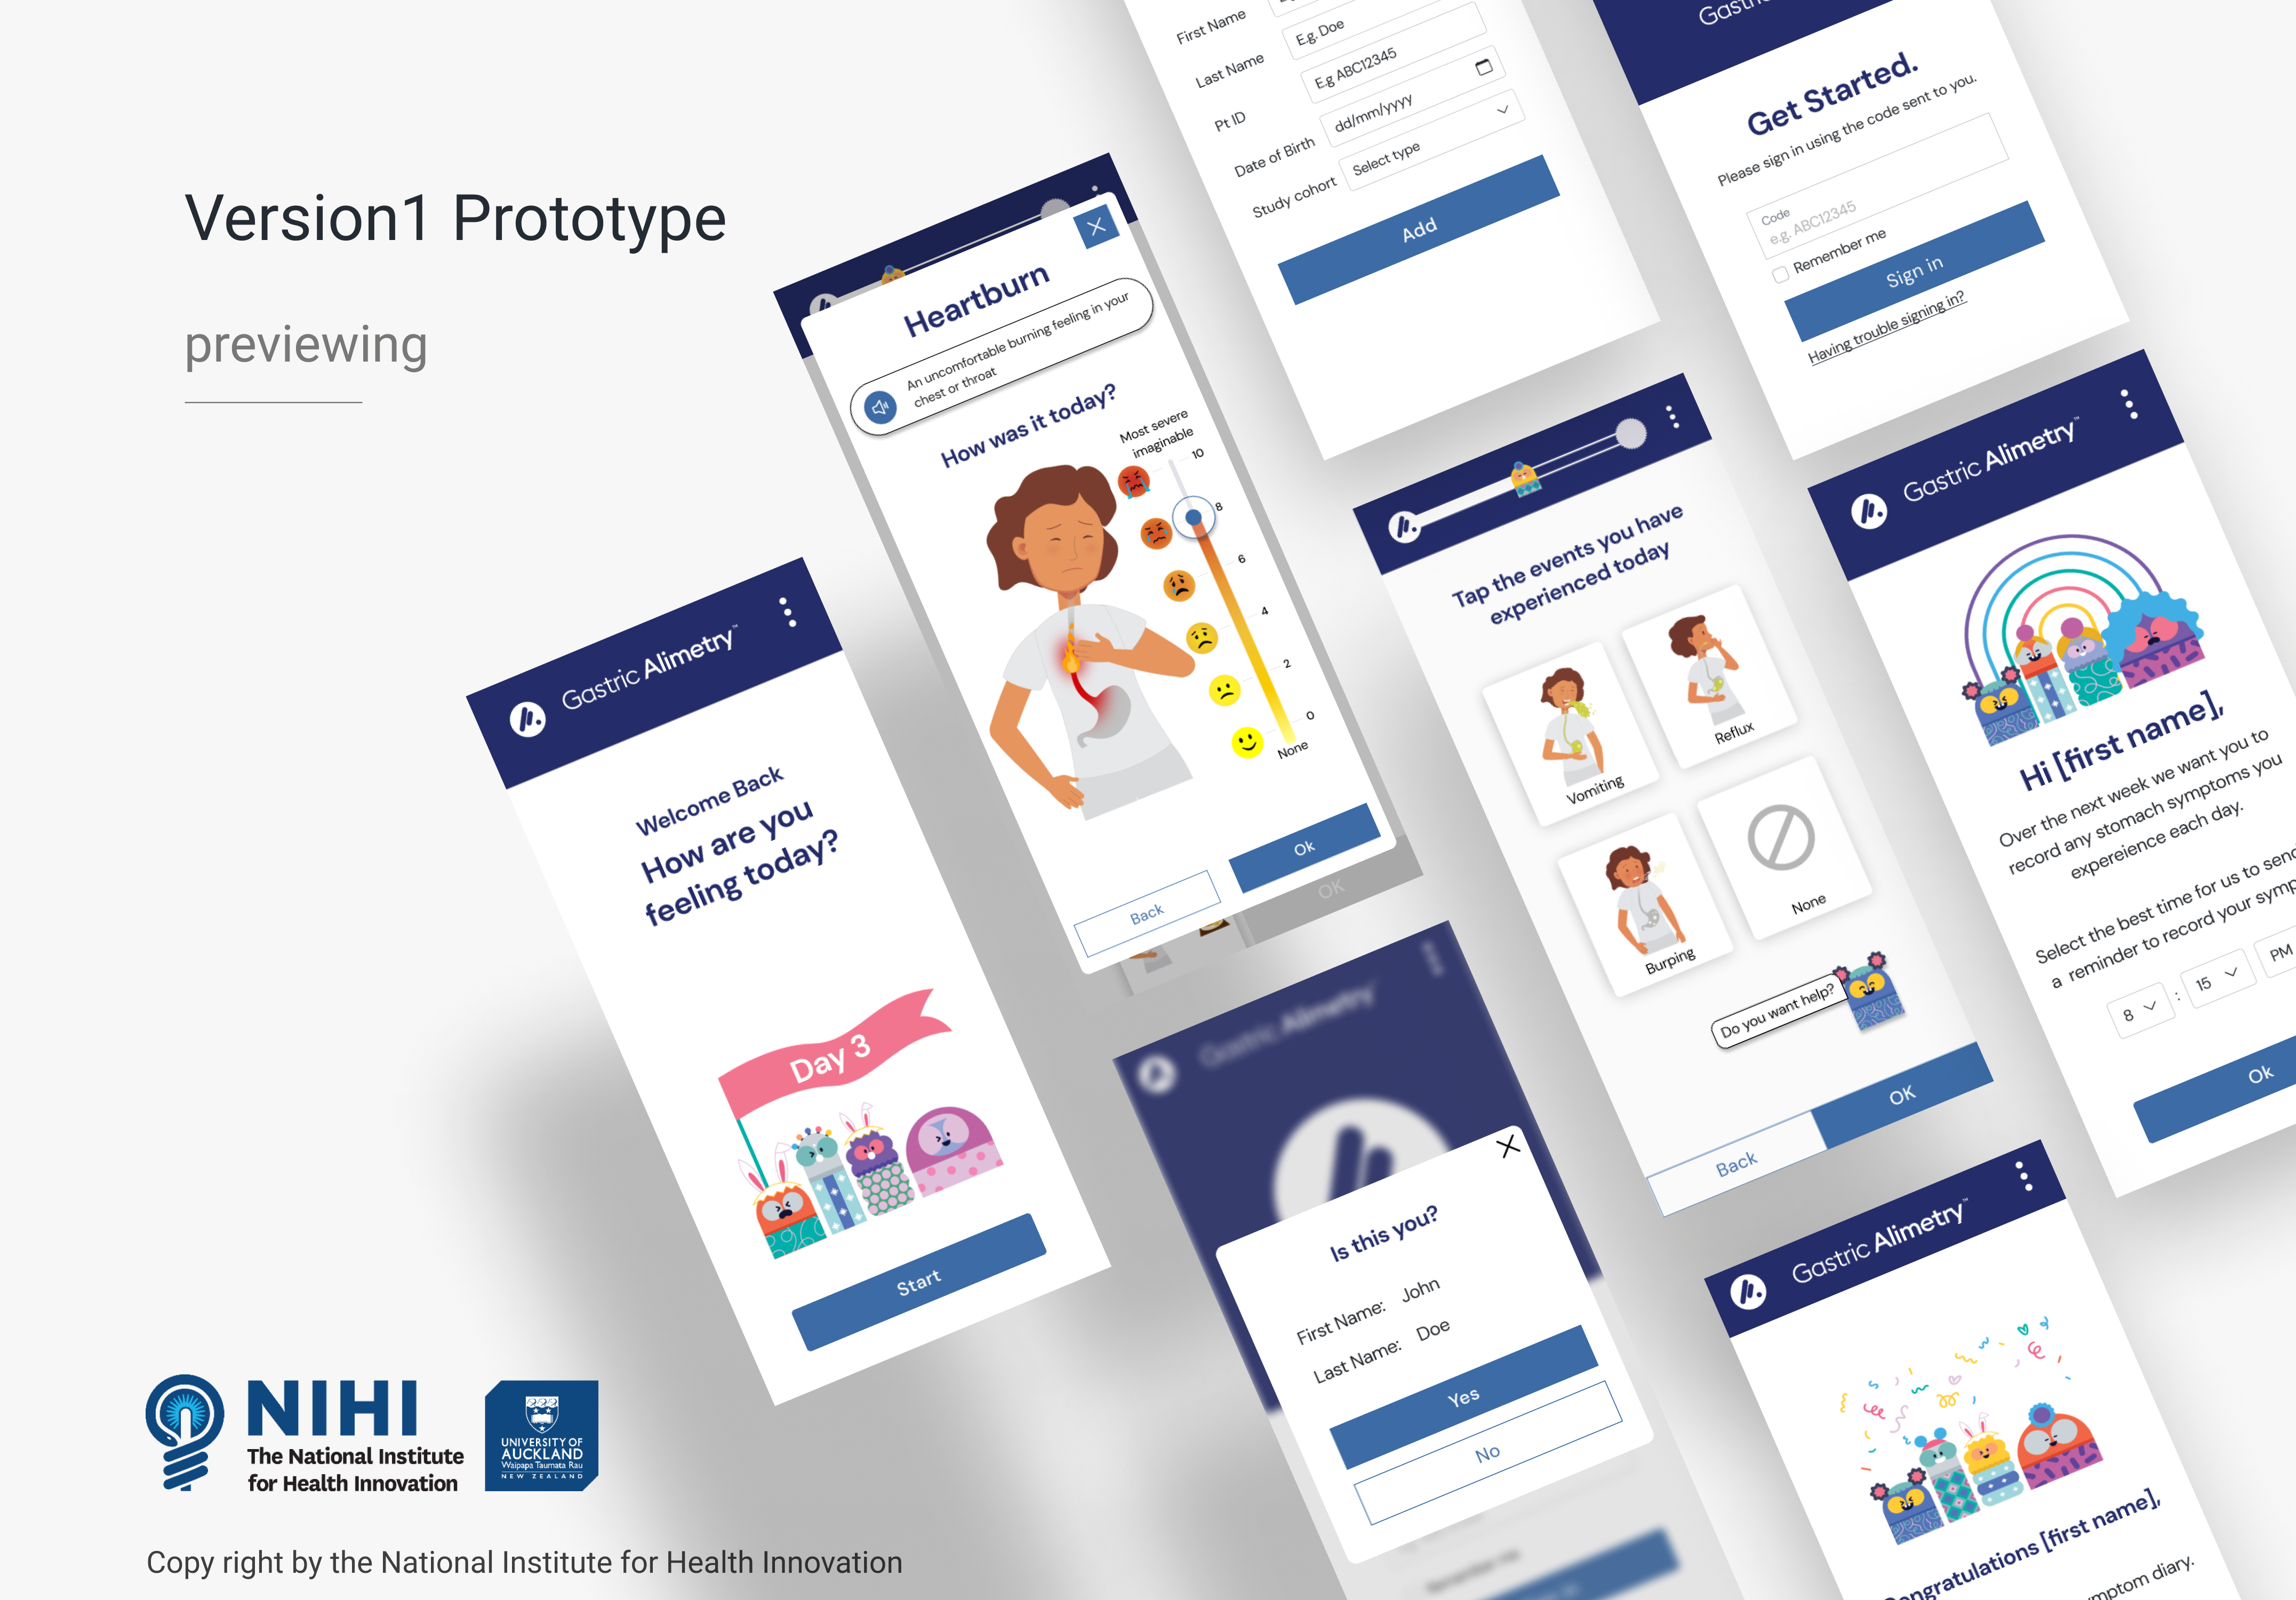 Version1 Prototype
previewing
First Name
Last Name
E.g. Doe
Pt ID
E.g ABC12345
Date of Birth
dd/mm/yyyy
Study cohort
Select type
Add
Get Started.
Please sign in using the code sent to you.
Code
e.g. ABC12345
Remember me
Sign in
Having trouble signing in?
Heartburn
An uncomfortable burning feeling in your
chest or throat
How was it today?
Most severe
imaginable
10
8
6
4
2
0
None
Back
Ok
OK
Gastric Alimetry™
Welcome Back
How are you
feeling today?
Day 3
Start
Tap the events you have
experienced today
Vomiting
Reflux
Burping
None
Do you want help?
Back
OK
Gastric Alimetry™
Hi [first name],
Over the next week we want you to
record any stomach symptoms you
expereience each day.
Select the best time for us to send
a reminder to record your
8 : 15 PM
Ok
Gastric Alimetry
Is this you?
First Name: John
Last Name: Doe
Yes
No
Remember me
Gastric Alimetry™
Congratulations [first name],
symptom diary.
NIHI
The National Institute
for Health Innovation
UNIVERSITY OF
AUCKLAND
Waipapa Taumata Rau
NEW ZEALAND
Copy right by the National Institute for Health Innovation